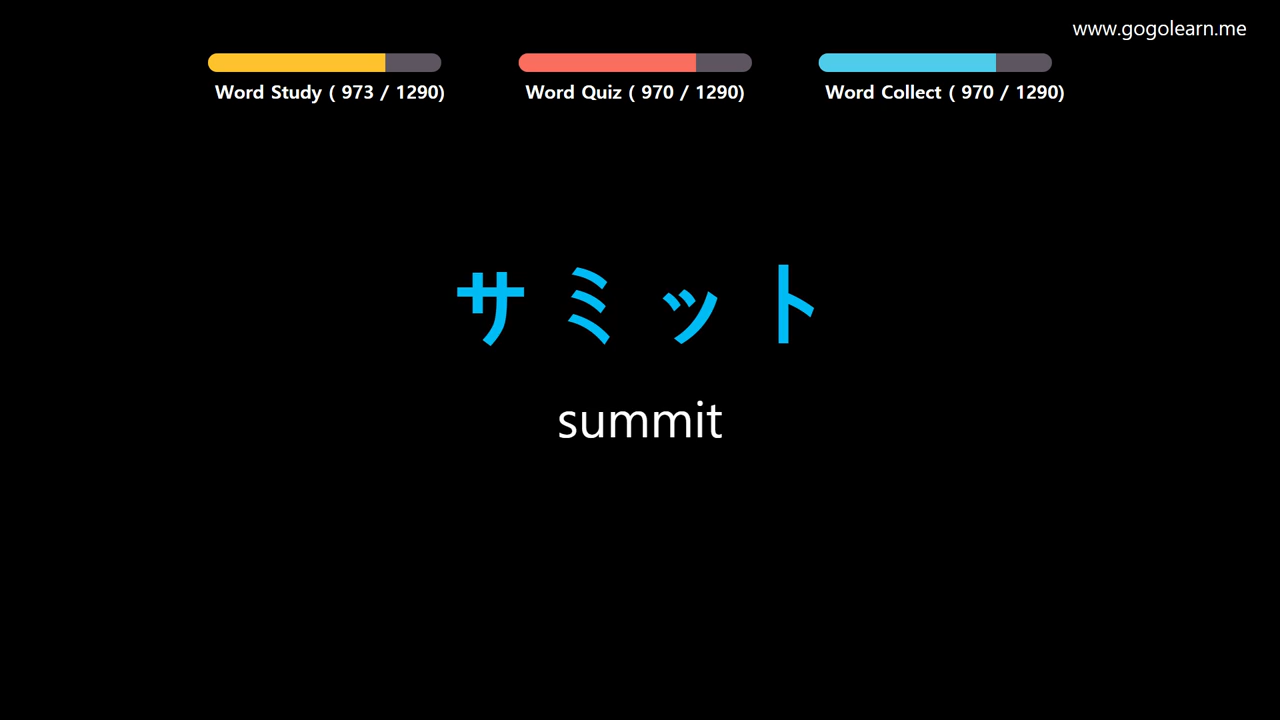 www.gogolearn.me
Word Study ( 973 / 1290)
Word Quiz ( 970 / 1290)
Word Collect ( 970 / 1290)
サミット
summit